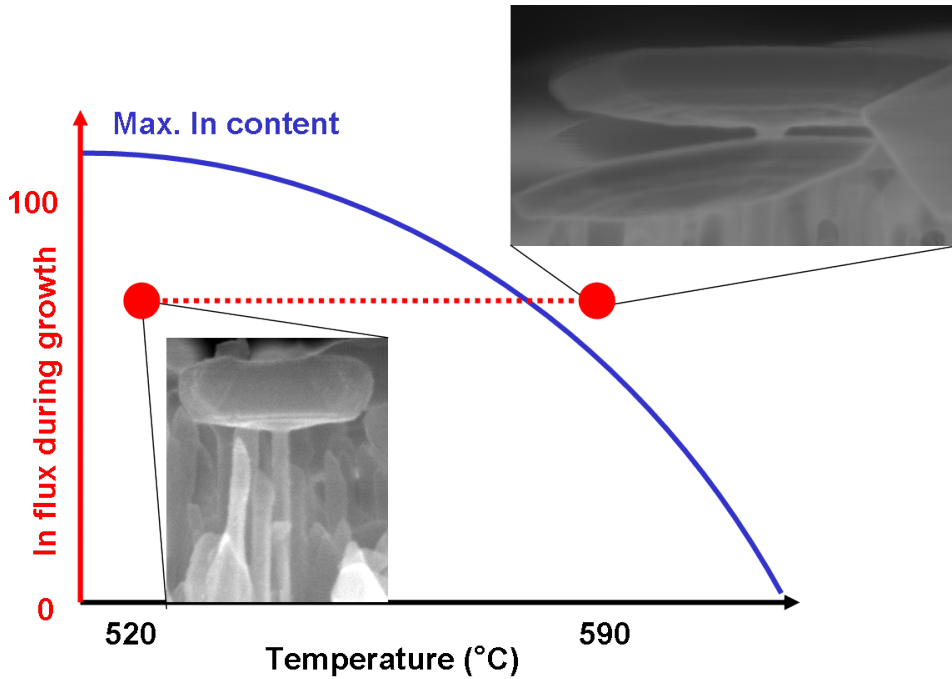 Max. In content
100
In flux during growth
0
520
590
Temperature (°C)